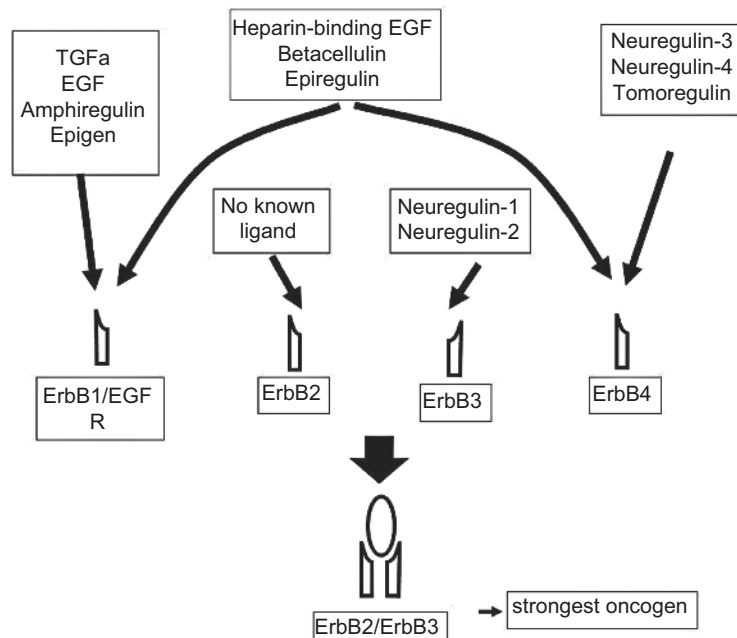 TGFa
EGF
Amphiregulin
Epigen
Heparin-binding EGF
Betacellulin
Epiregulin
Neuregulin-3
Neuregulin-4
Tomoregulin
No known
ligand
Neuregulin-1
Neuregulin-2
ErbB1/EGF
R
ErbB2
ErbB3
ErbB4
ErbB2/ErbB3
strongest oncogen